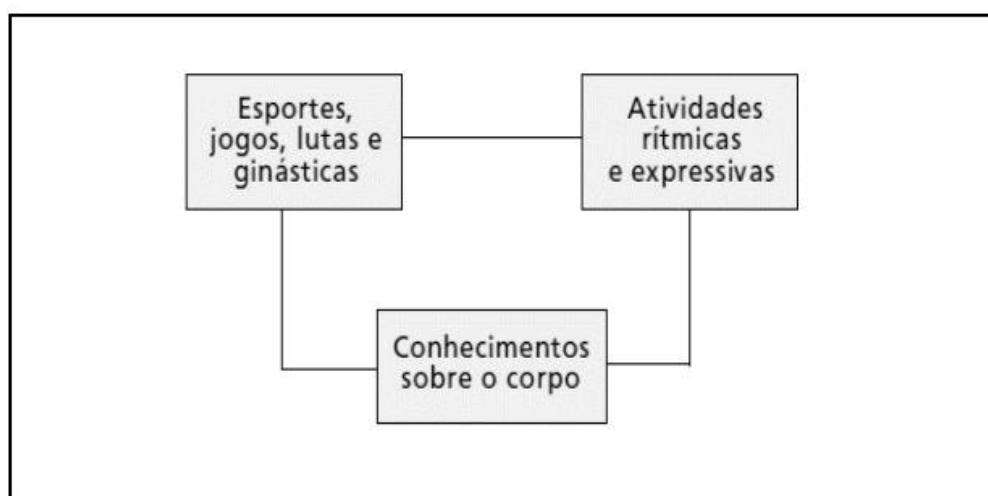 Esportes,
jogos, lutas e
ginásticas
Atividades
rítmicas
e expressivas
Conhecimentos
sobre o corpo